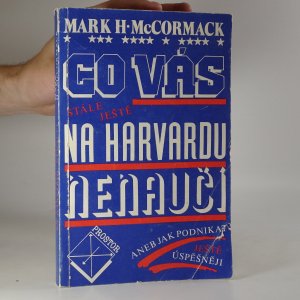 MARK H·McCORMACK
CO VÁS
STÁLE JEŠTĚ
NA HARVARDU
NENAUČÍ
PROSTOR
ANEB JAK PODNIKAT
JEŠTĚ
ÚSPĚŠNĚJI